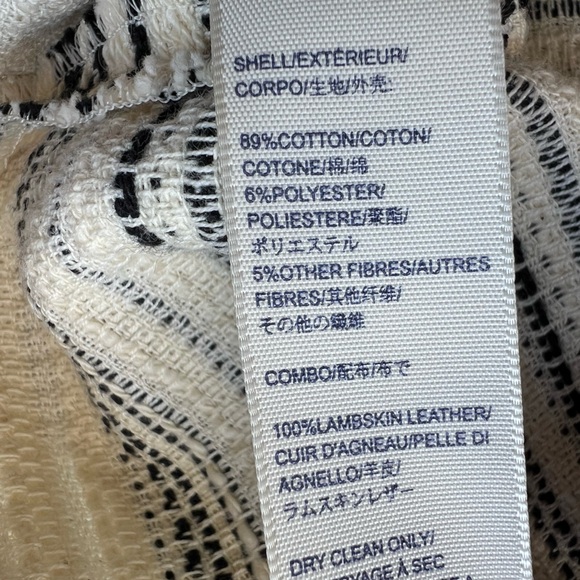 SHELL/EXTÉRIEUR/
CORPO/生地/外壳:
89%COTTON/COTON/
COTONE/棉/绵
6%POLYESTER/
POLIESTERE/聚酯/
ポリエステル
5%OTHER FIBRES/AUTRES
FIBRES/其他纤维/
その他の繊維
COMBO/配布/布で
100%LAMBSKIN LEATHER/
CUIR D'AGNEAU/PELLE DI
AGNELLO/羊皮/
ラムスキンレザー
DRY CLEAN ONLY/
À SEC